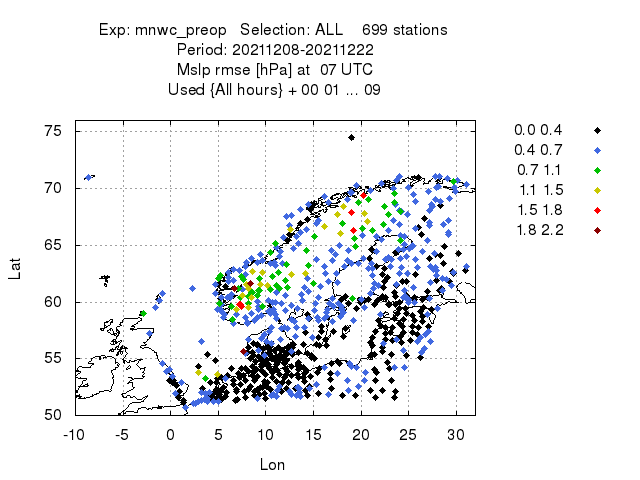 Exp: mnwc_preop Selection: ALL 699 stations
Period: 20211208-20211222
Mslp rmse [hPa] at 07 UTC
Used {All hours} + 00 01 ... 09
0.0 0.4
0.4 0.7
0.7 1.1
1.1 1.5
1.5 1.8
1.8 2.2
75
70
65
60
55
50
Lat
-10 -5 0 5 10 15 20 25 30
Lon